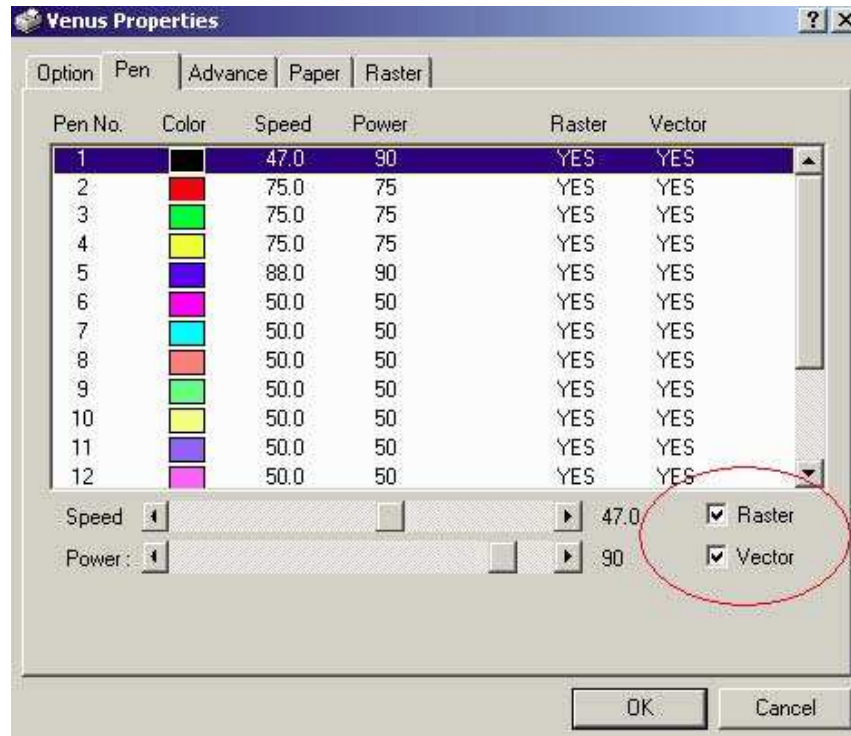 Venus Properties
Option Pen Advance Paper Raster
Pen No. Color Speed Power Raster Vector
1 47.0 90 YES YES
2 75.0 75 YES YES
3 75.0 75 YES YES
4 75.0 75 YES YES
5 88.0 90 YES YES
6 50.0 50 YES YES
7 50.0 50 YES YES
8 50.0 50 YES YES
9 50.0 50 YES YES
10 50.0 50 YES YES
11 50.0 50 YES YES
12 50.0 50 YES YES
Speed 47.0 Raster
Power : 90 Vector
OK Cancel